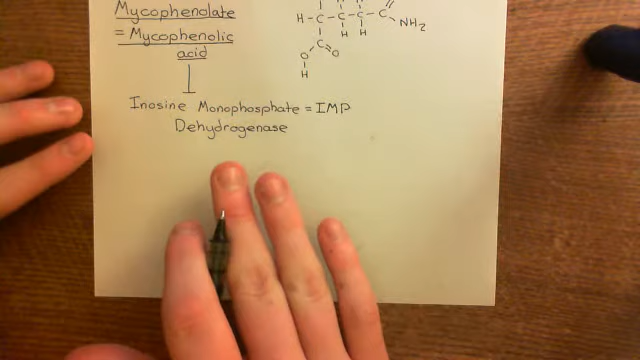 Mycophenolate
= Mycophenolic
acid
Inosine Monophosphate = IMP
Dehydrogenase
H-C-C-C-C
NH2
H H
C
O O
H